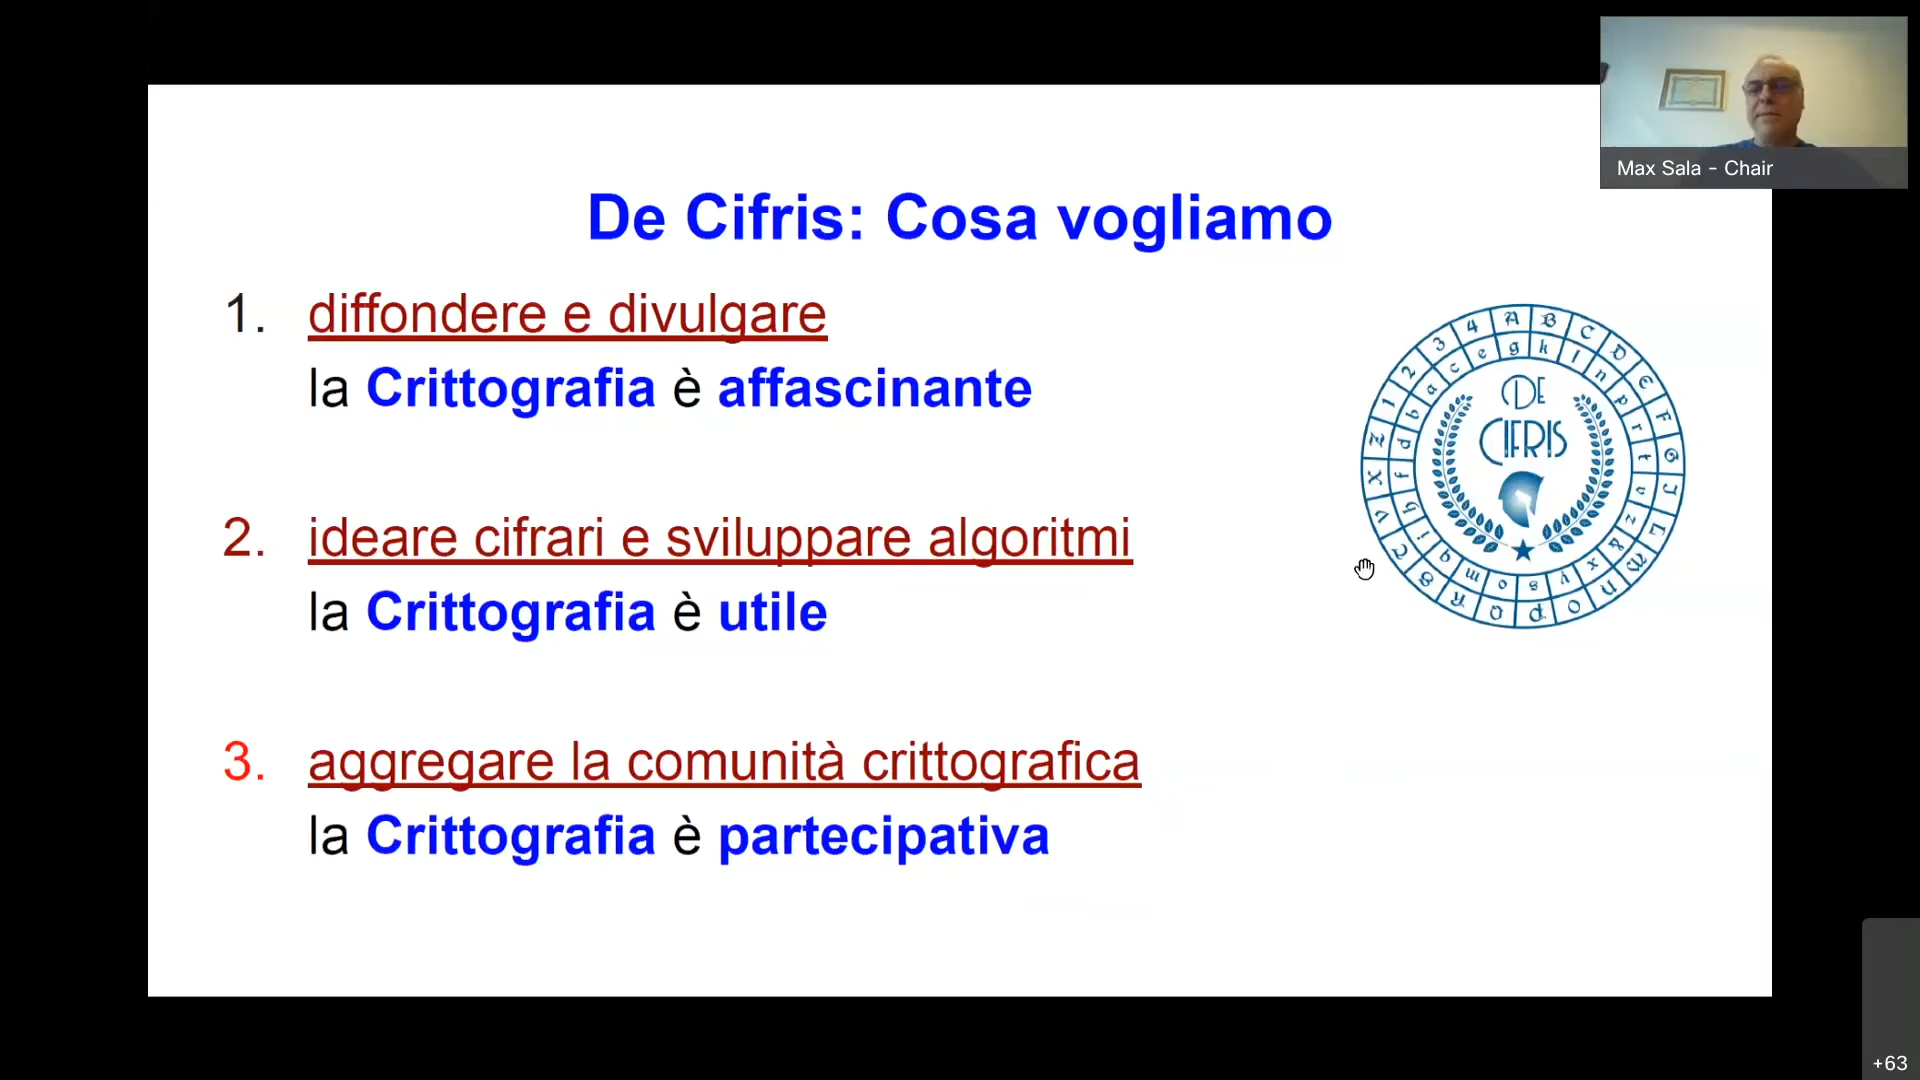 Max Sala - Chair
De Cifris: Cosa vogliamo
1. diffondere e divulgare
la Crittografia è affascinante
2. ideare cifrari e sviluppare algoritmi
la Crittografia è utile
3. aggregare la comunità crittografica
la Crittografia è partecipativa
DE
CIFRIS
+63